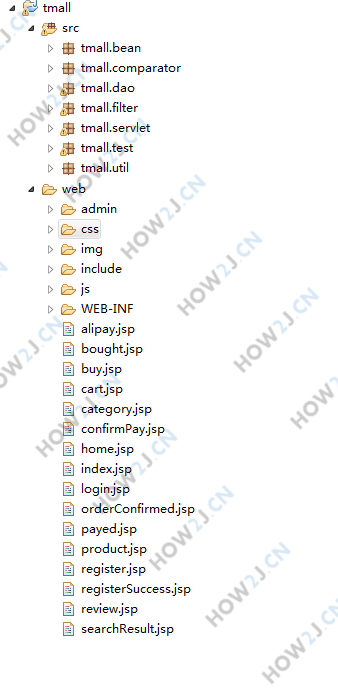 tmall
src
tmall.bean
tmall.comparator
tmall.dao
tmall.filter
tmall.servlet
tmall.test
tmall.util
web
admin
css
img
include
js
WEB-INF
alipay.jsp
bought.jsp
buy.jsp
cart.jsp
category.jsp
confirmPay.jsp
home.jsp
index.jsp
login.jsp
orderConfirmed.jsp
payed.jsp
product.jsp
register.jsp
registerSuccess.jsp
review.jsp
searchResult.jsp
HOW2J.CN
HOW2J.CN
HOW2J.CN
HOW2J.CN
HOW2J.CN
HOW2J.CN
HOW2J.CN
HOW2J.CN